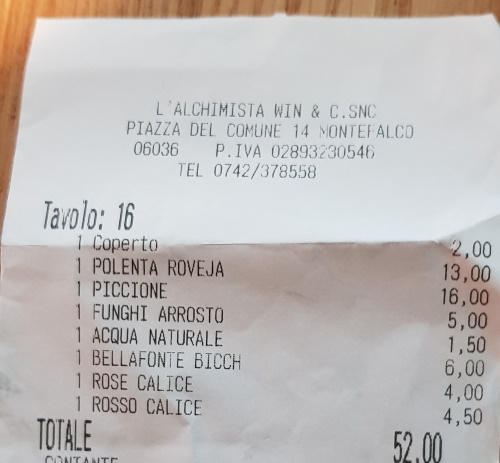 L'ALCHIMISTA WIN & C.SNC
PIAZZA DEL COMUNE 14 MONTEFALCO
06036 P.IVA 02893230546
TEL 0742/378558
Tavolo: 16
1 Coperto 2,00
1 POLENTA ROVEJA 13,00
1 PICCIONE 16,00
1 FUNGHI ARROSTO 5,00
1 ACQUA NATURALE 1,50
1 BELLAFONTE BICCH 6,00
1 ROSE CALICE 4,00
1 ROSSO CALICE 4,50
TOTALE 52,00
CONTANTE